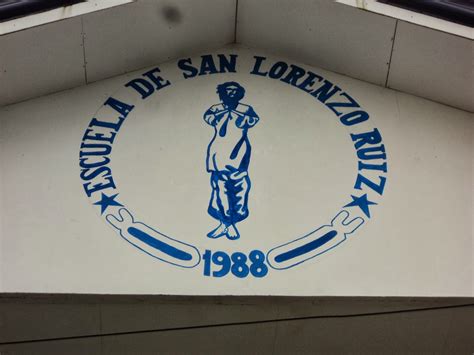 ESCUELA DE SAN LORENZO RUIZ
1988